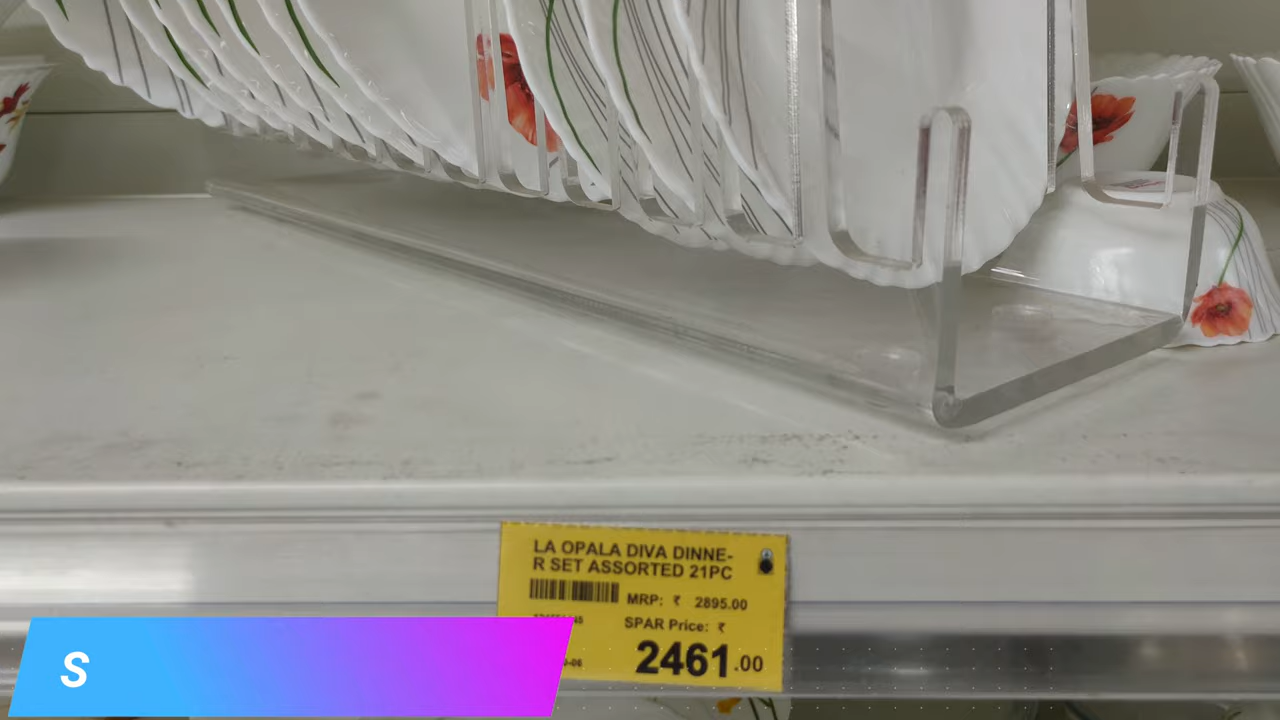 LA OPALA DIVA DINNE-
R SET ASSORTED 21PC
MRP: ₹ 2895.00
SPAR Price: ₹
2461.00
S